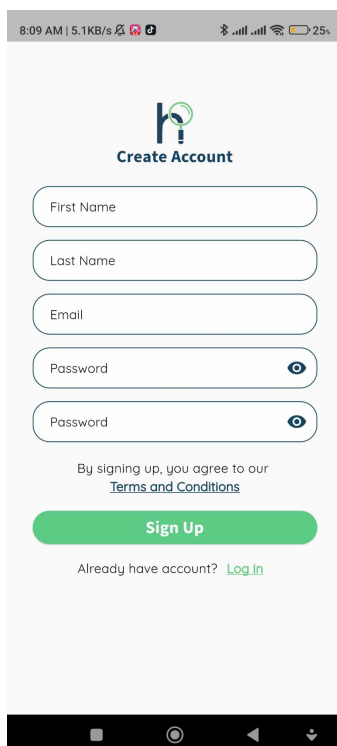 8:09 AM | 5.1KB/s
25%
Create Account
First Name
Last Name
Email
Password
Password
By signing up, you agree to our
Terms and Conditions
Sign Up
Already have account? Log in